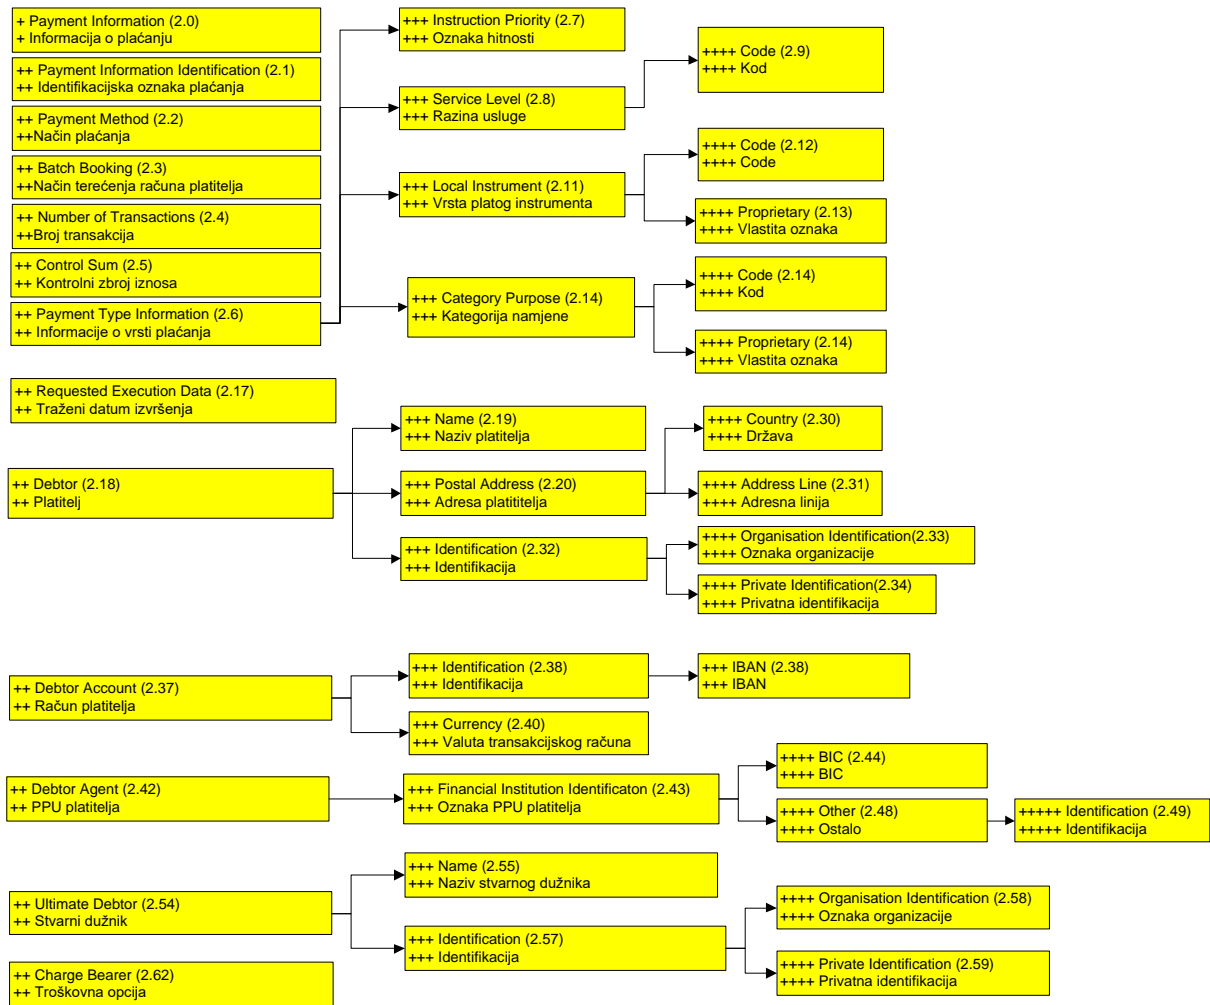 + Payment Information (2.0)
+ Informacija o plaćanju
++ Payment Information Identification (2.1)
++ Identifikacijska oznaka plaćanja
++ Payment Method (2.2)
++Način plaćanja
++ Batch Booking (2.3)
++Način terećenja računa platitelja
++ Number of Transactions (2.4)
++Broj transakcija
++ Control Sum (2.5)
++ Kontrolni zbroj iznosa
++ Payment Type Information (2.6)
++ Informacije o vrsti plaćanja
+++ Instruction Priority (2.7)
+++ Oznaka hitnosti
+++ Service Level (2.8)
+++ Razina usluge
++++ Code (2.9)
++++ Kod
+++ Local Instrument (2.11)
+++ Vrsta platog instrumenta
++++ Code (2.12)
++++ Code
++++ Proprietary (2.13)
++++ Vlastita oznaka
+++ Category Purpose (2.14)
+++ Kategorija namjene
++++ Code (2.14)
++++ Kod
++++ Proprietary (2.14)
++++ Vlastita oznaka
++ Requested Execution Data (2.17)
++ Traženi datum izvršenja
++ Debtor (2.18)
++ Platitelj
+++ Name (2.19)
+++ Naziv platitelja
+++ Postal Address (2.20)
+++ Adresa plativtitelja
++++ Country (2.30)
++++ Država
++++ Address Line (2.31)
++++ Adresna linija
+++ Identification (2.32)
+++ Identifikacija
++++ Organisation Identification(2.33)
++++ Oznaka organizacije
++++ Private Identification(2.34)
++++ Privatna identifikacija
++ Debtor Account (2.37)
++ Račun platitelja
+++ Identification (2.38)
+++ Identifikacija
+++ IBAN (2.38)
+++ IBAN
+++ Currency (2.40)
+++ Valuta transakcijskog računa
++ Debtor Agent (2.42)
++ PPU platitelja
+++ Financial Institution Identificaton (2.43)
+++ Oznaka PPU platitelja
++++ BIC (2.44)
++++ BIC
++++ Other (2.48)
++++ Ostalo
+++++ Identification (2.49)
+++++ Identifikacija
++ Ultimate Debtor (2.54)
++ Stvarni dužnik
+++ Name (2.55)
+++ Naziv stvarnog dužnika
+++ Identification (2.57)
+++ Identifikacija
++++ Organisation Identification (2.58)
++++ Oznaka organizacije
++++ Private Identification (2.59)
++++ Privatna identifikacija
++ Charge Bearer (2.62)
++ Troškovna opcija